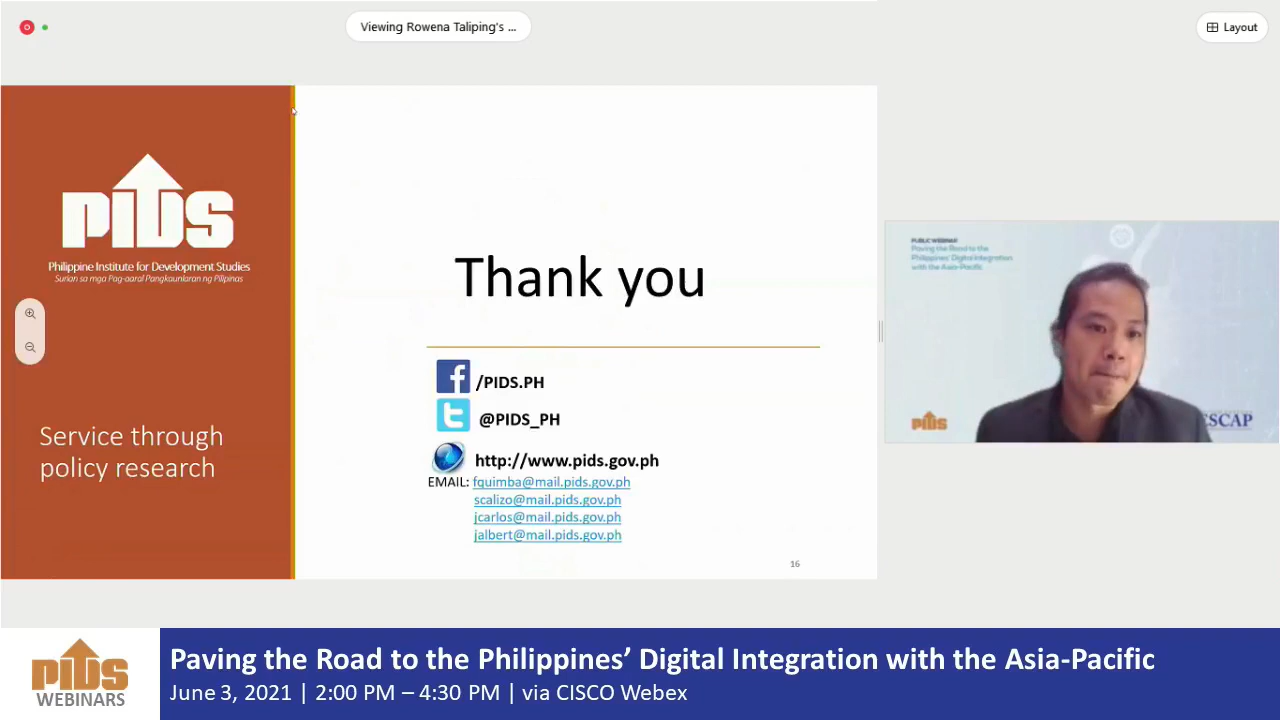 Viewing Rowena Taliping's ...
Layout
PIDS
Philippine Institute for Development Studies
Surian sa mga Pag-aaral Pangkaunlaran ng Pilipinas
Service through
policy research
Thank you
/PIDS.PH
@PIDS_PH
http://www.pids.gov.ph
EMAIL: fquimba@mail.pids.gov.ph
scalizo@mail.pids.gov.ph
jcarlos@mail.pids.gov.ph
jalbert@mail.pids.gov.ph
16
PUBLIC WEBINAR
Paving the Road to the
Philippines' Digital Integration
with the Asia-Pacific
PIDS
ESCAP
PIDS
WEBINARS
Paving the Road to the Philippines’ Digital Integration with the Asia-Pacific
June 3, 2021 | 2:00 PM – 4:30 PM | via CISCO Webex